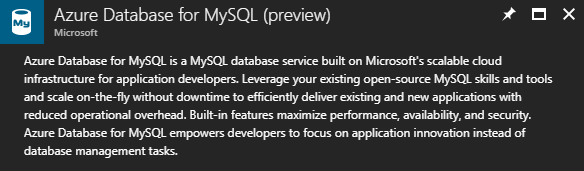 My
Azure Database for MySQL (preview)
Microsoft
Azure Database for MySQL is a MySQL database service built on Microsoft's scalable cloud
infrastructure for application developers. Leverage your existing open-source MySQL skills and tools
and scale on-the-fly without downtime to efficiently deliver existing and new applications with
reduced operational overhead. Built-in features maximize performance, availability, and security.
Azure Database for MySQL empowers developers to focus on application innovation instead of
database management tasks.